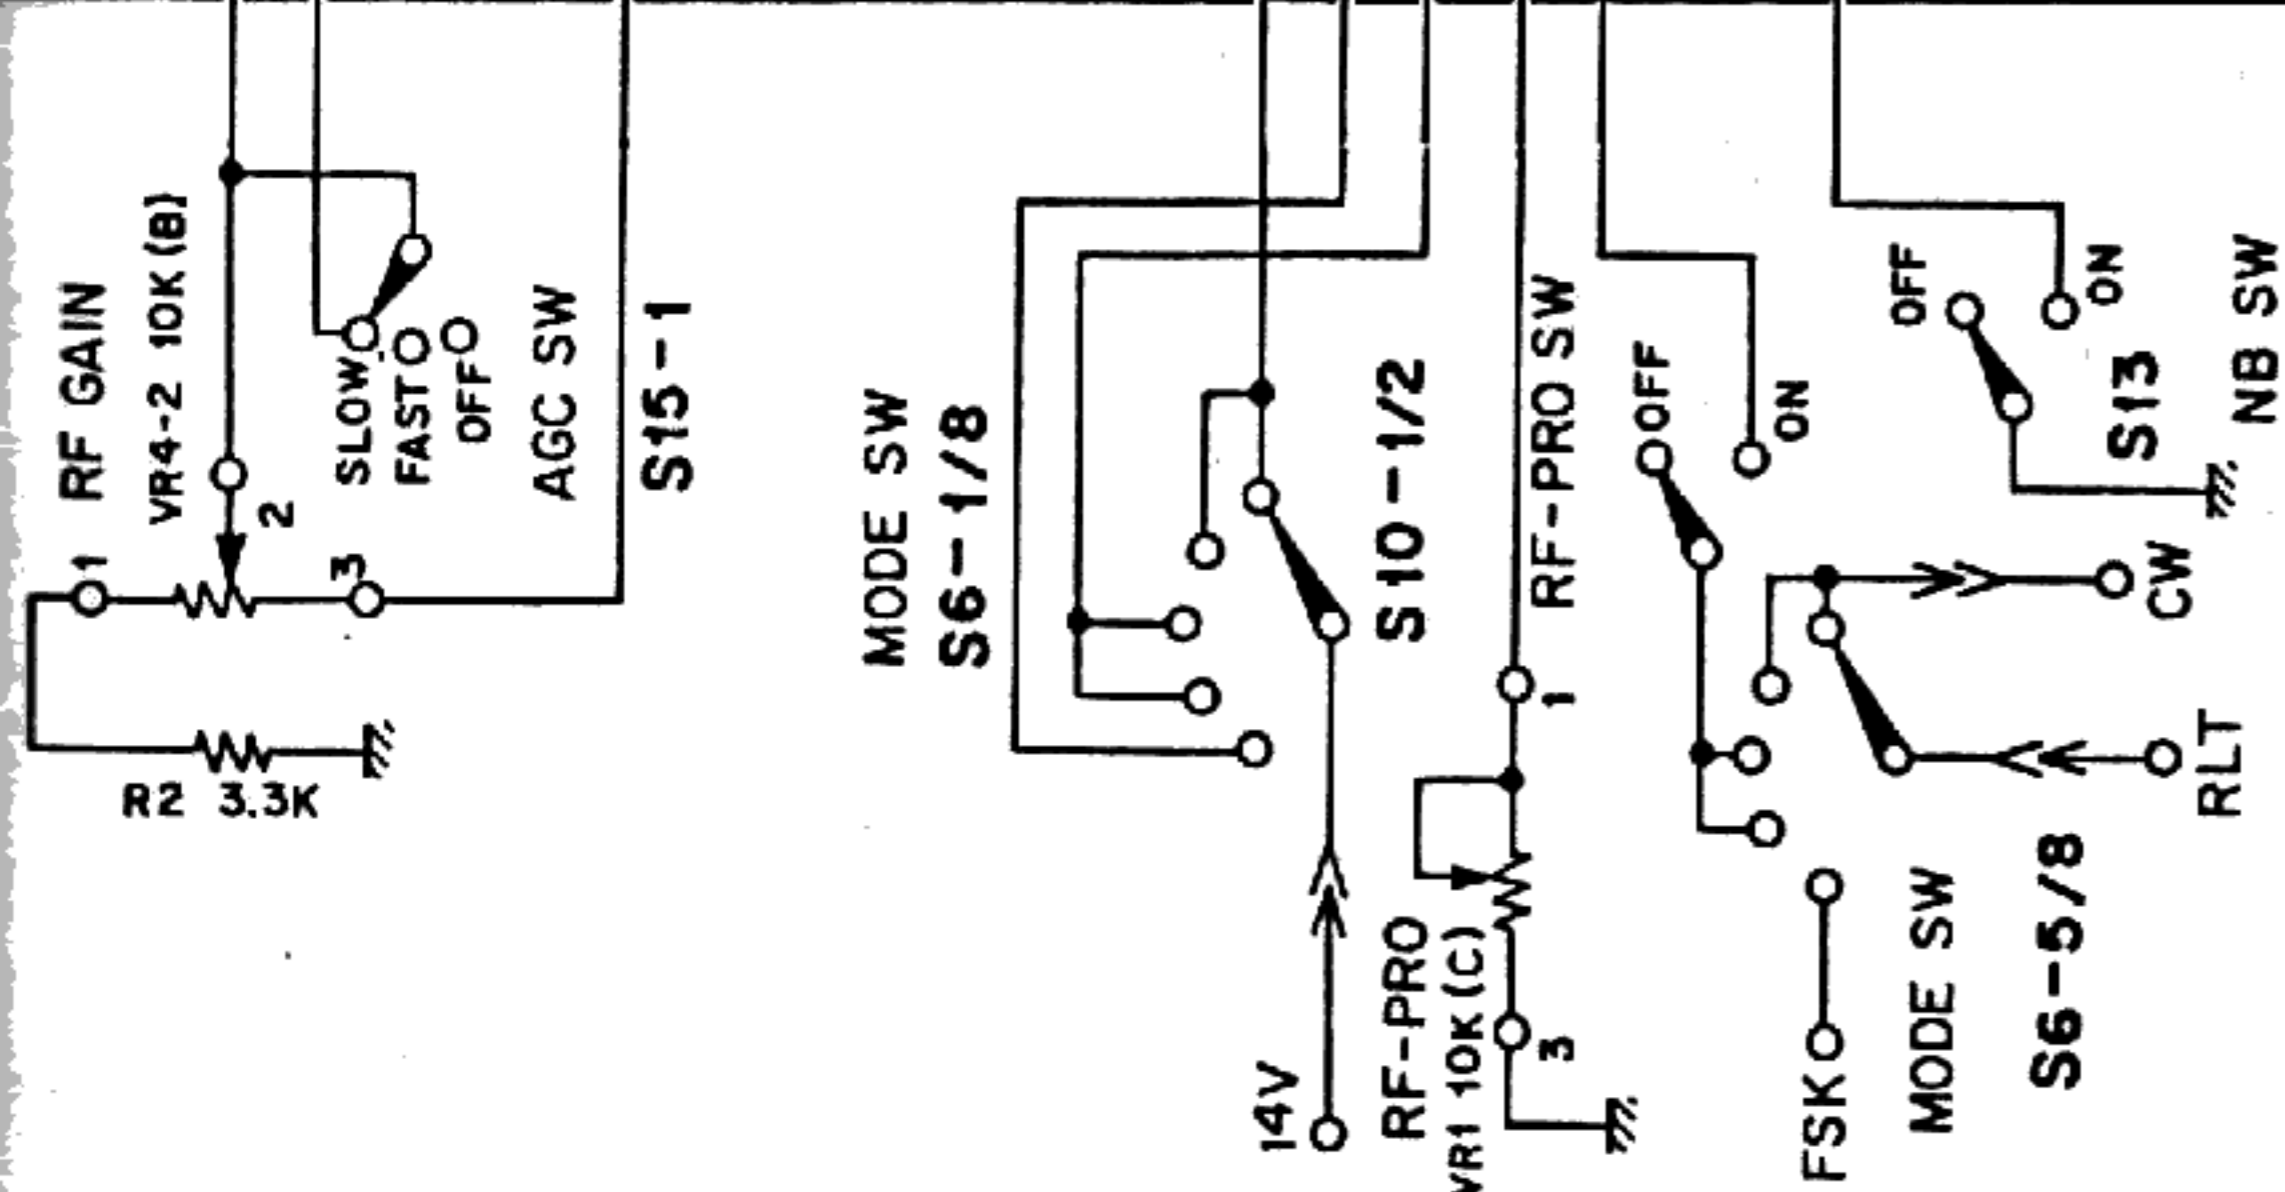 RF GAIN
VR4-2 10K(B)
1
2
3
SLOW
FAST
OFF
AGC SW
S15-1
R2 3.3K
MODE SW
S6-1/8
S10-1/2
RF-PRO SW
OFF
ON
OFF
ON
S13
NB SW
CW
RLT
1
3
14V
RF-PRO
VR1 10K(C)
FSK
MODE SW
S6-5/8